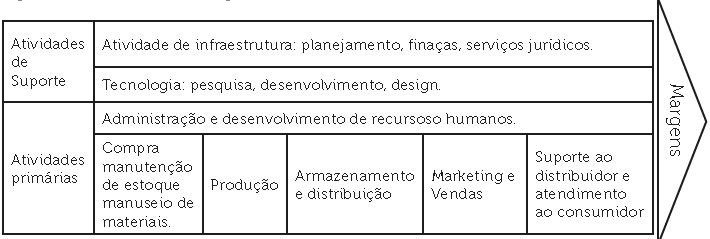 Atividades
de
Suporte
Atividade de infraestrutura: planejamento, finaças, serviços jurídicos.
Tecnologia: pesquisa, desenvolvimento, design.
Atividades
primárias
Administração e desenvolvimento de recursoso humanos.
Compra
manutenção
de estoque
manuseio de
materiais.
Produção
Armazenamento
e distribuição
Marketing e
Vendas
Suporte ao
distribuidor e
atendimento
ao consumidor
Margens